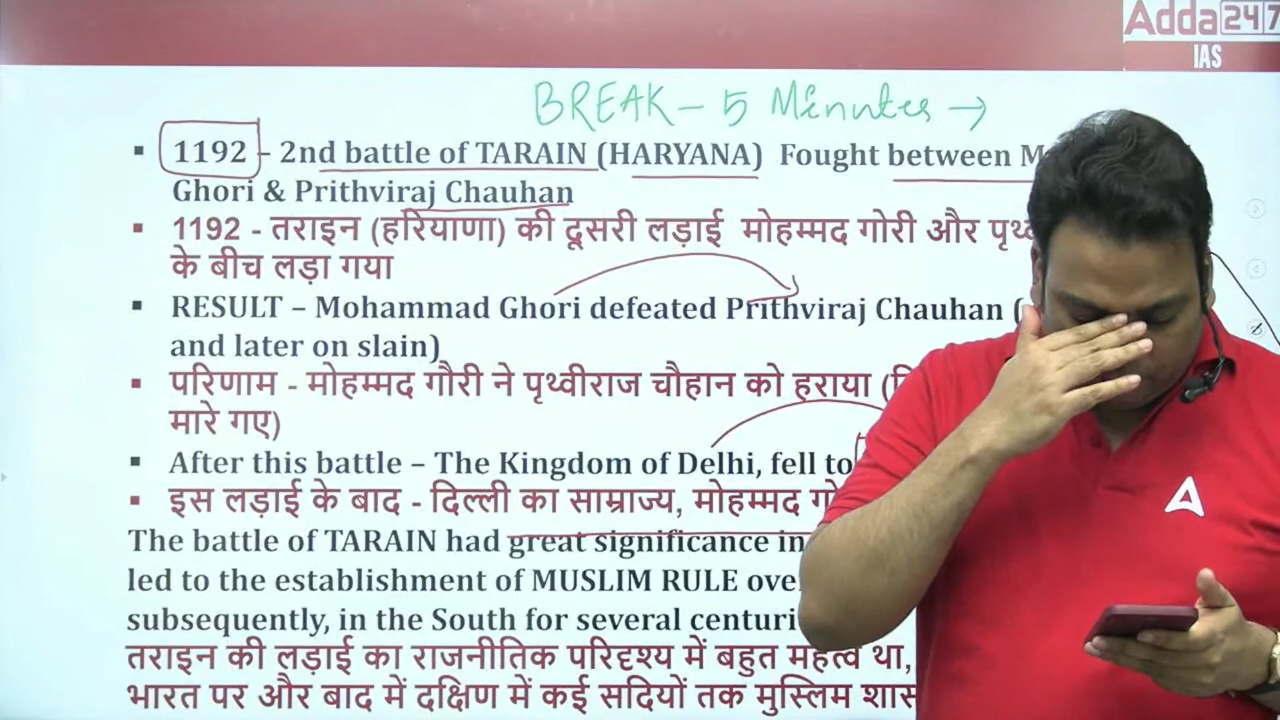 Adda247
IAS
BREAK – 5 Minutes →
1192 – 2nd battle of TARAIN (HARYANA) Fought between
Ghori & Prithviraj Chauhan
1192 - तराइन (हरियाणा) की दूसरी लड़ाई मोहम्मद गोरी और
के बीच लड़ा गया
RESULT – Mohammad Ghori defeated Prithviraj Chauhan (
and later on slain)
परिणाम - मोहम्मद गौरी ने पृथ्वीराज चौहान को हराया (
मारे गए)
After this battle – The Kingdom of Delhi, fell to
इस लड़ाई के बाद - दिल्ली का साम्राज्य, मोहम्मद
The battle of TARAIN had great significance in
led to the establishment of MUSLIM RULE
subsequently, in the South for several
तराइन की लड़ाई का राजनीतिक परिदृश्य में बहुत महत्व था,
भारत पर और बाद में दक्षिण में कई सदियों तक मुस्लिम